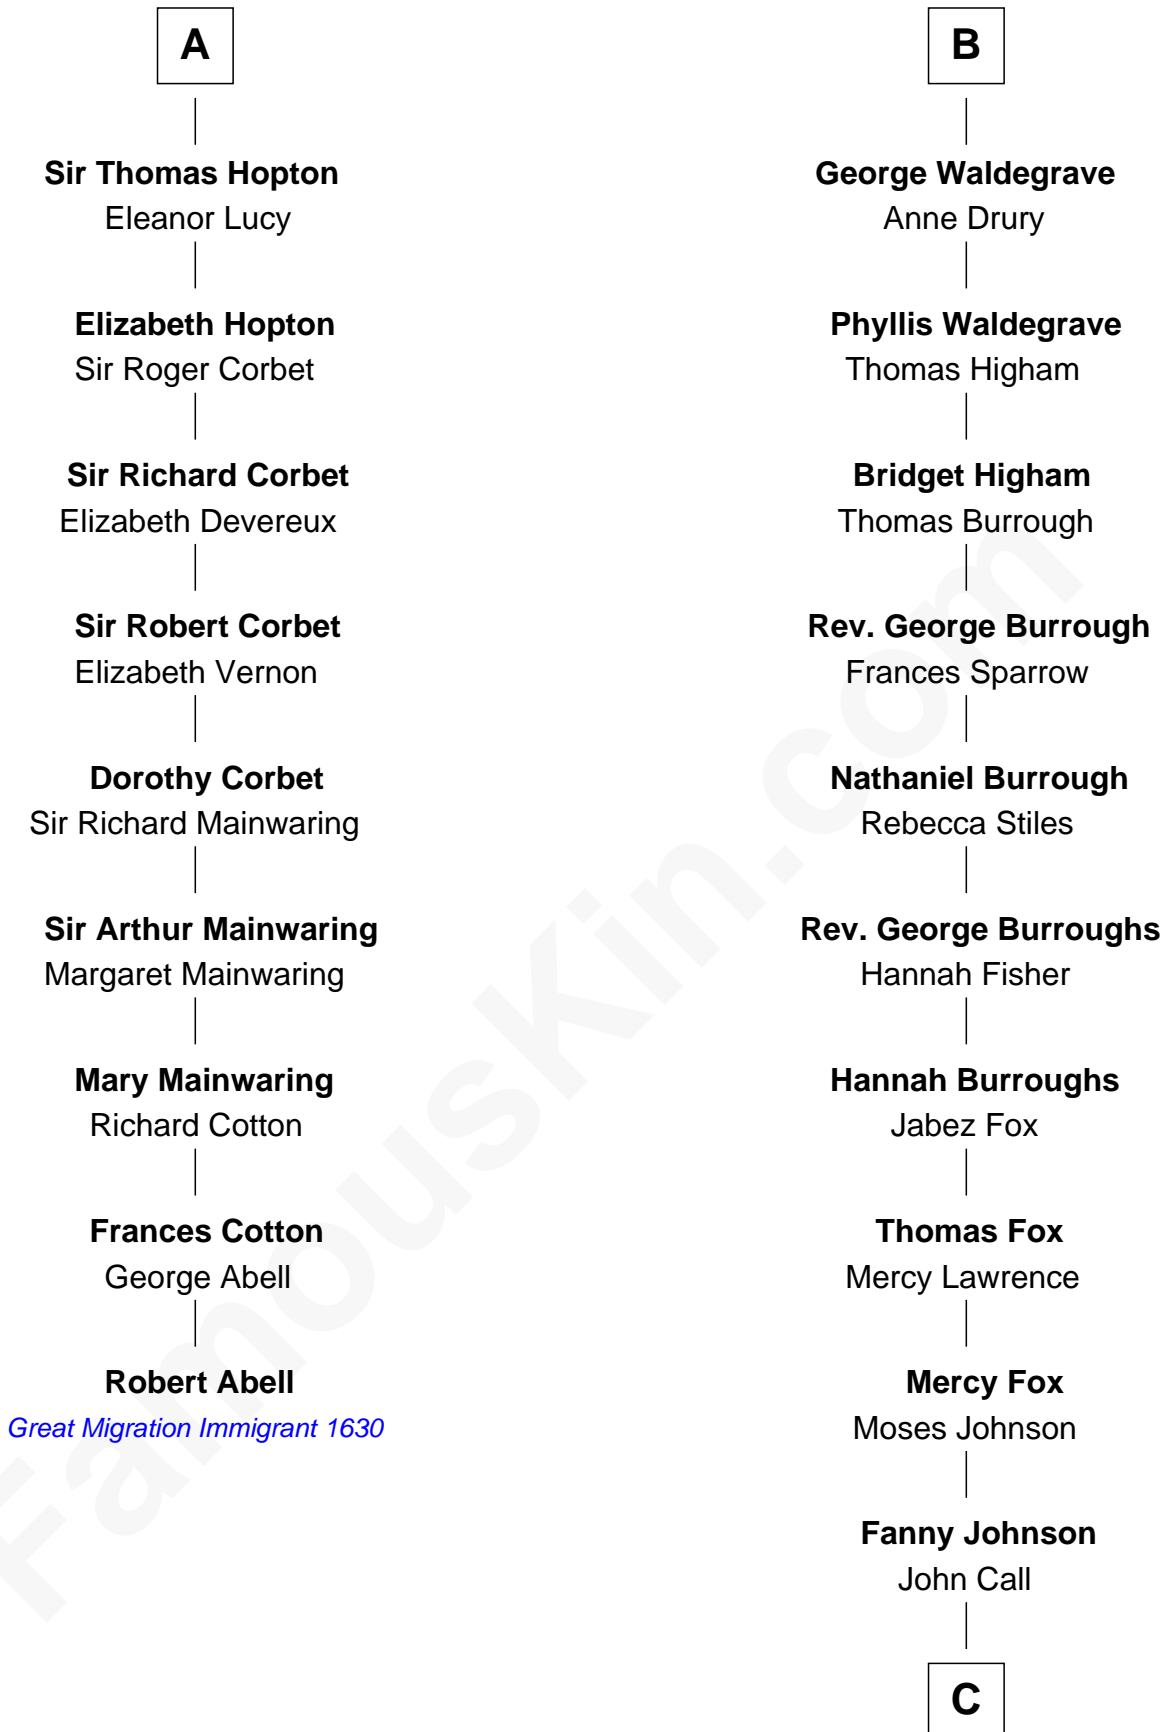 A
Sir Thomas Hopton
Eleanor Lucy
Elizabeth Hopton
Sir Roger Corbet
Sir Richard Corbet
Elizabeth Devereux
Sir Robert Corbet
Elizabeth Vernon
Dorothy Corbet
Sir Richard Mainwaring
Sir Arthur Mainwaring
Margaret Mainwaring
Mary Mainwaring
Richard Cotton
Frances Cotton
George Abell
Robert Abell
Great Migration Immigrant 1630
B
George Waldegrave
Anne Drury
Phyllis Waldegrave
Thomas Higham
Bridget Higham
Thomas Burrough
Rev. George Burrough
Frances Sparrow
Nathaniel Burrough
Rebecca Stiles
Rev. George Burroughs
Hannah Fisher
Hannah Burroughs
Jabez Fox
Thomas Fox
Mercy Lawrence
Mercy Fox
Moses Johnson
Fanny Johnson
John Call
C
FamousKin.com